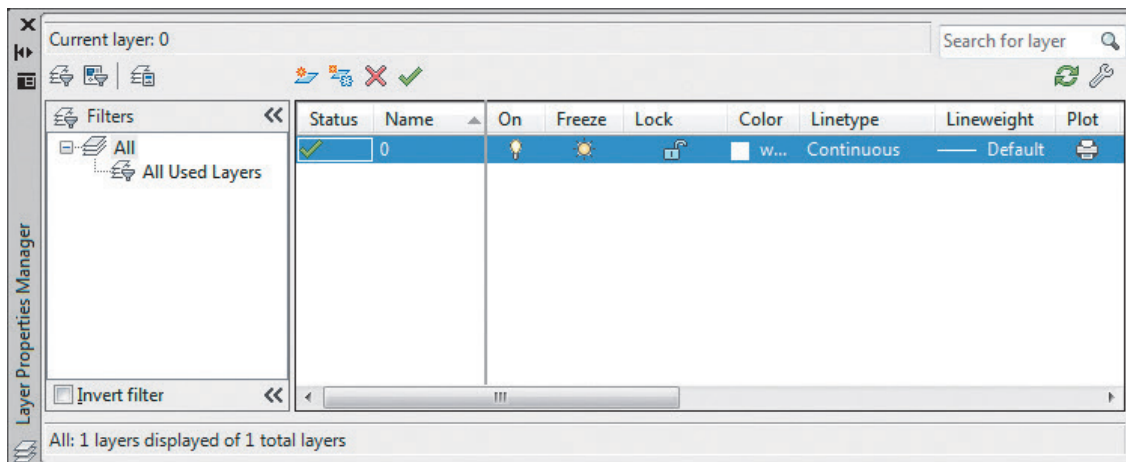 Current layer: 0
Search for layer
Filters
Status Name On Freeze Lock Color Linetype Lineweight Plot
All
0 w... Continuous Default
All Used Layers
Invert filter
All: 1 layers displayed of 1 total layers
Layer Properties Manager